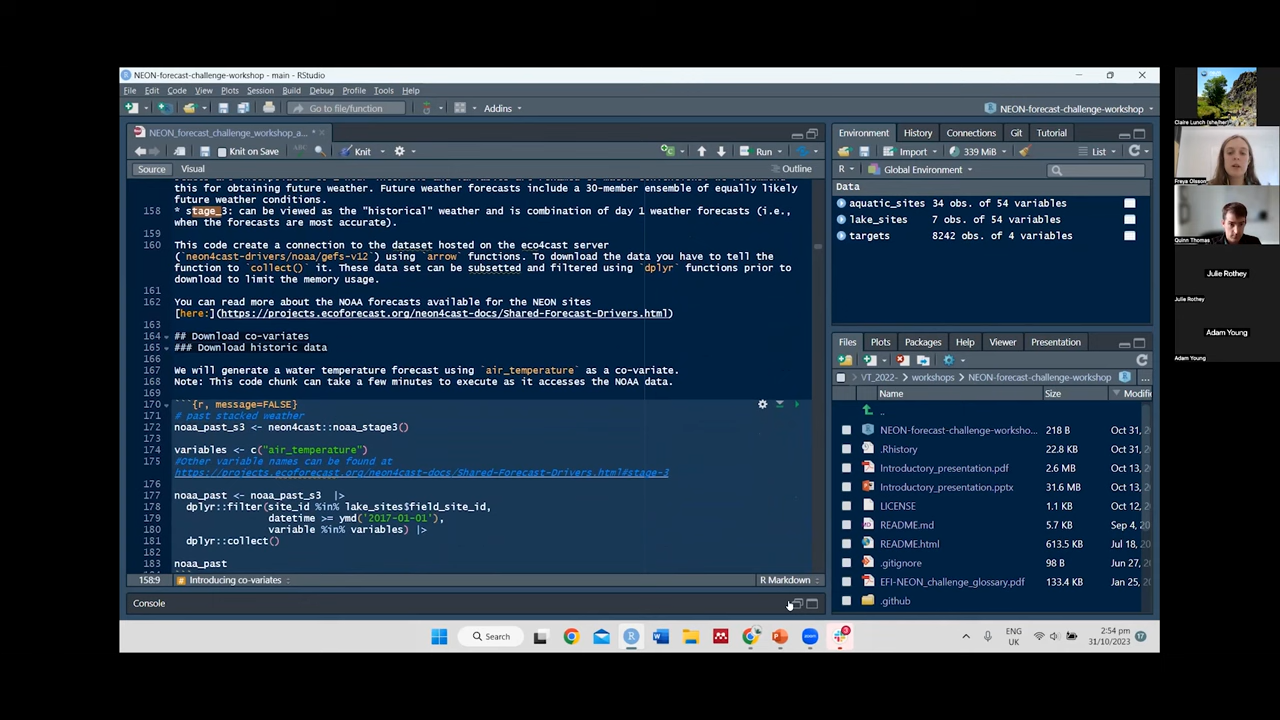 NEON-forecast-challenge-workshop - main - RStudio
File Edit Code View Plots Session Build Debug Profile Tools Help
Go to file/function
Addins
NEON-forecast-challenge-workshop
NEON_forecast_challenge_workshop_a... *
Knit on Save
Knit
Run
Source Visual
Outline
this for obtaining future weather. Future weather forecasts include a 30-member ensemble of equally likely
future weather conditions.
158 * stage_3: can be viewed as the "historical" weather and is combination of day 1 weather forecasts (i.e.,
when the forecasts are most accurate).
159
160 This code create a connection to the dataset hosted on the eco4cast server
(`neon4cast-drivers/noaa/gefs-v12`) using `arrow` functions. To download the data you have to tell the
function to `collect()` it. These data set can be subsetted and filtered using `dplyr` functions prior to
download to limit the memory usage.
161
162 You can read more about the NOAA forecasts available for the NEON sites
[here:](https://projects.ecoforecast.org/neon4cast-docs/Shared-Forecast-Drivers.html)
163
164 ## Download co-variates
165 ### Download historic data
166
167 We will generate a water temperature forecast using `air_temperature` as a co-variate.
168 Note: This code chunk can take a few minutes to execute as it accesses the NOAA data.
169
170 ```{r, message=FALSE}
171 # past stacked weather
172 noaa_past_s3 <- neon4cast::noaa_stage3()
173
174 variables <- c("air_temperature")
175 #Other variable names can be found at
https://projects.ecoforecast.org/neon4cast-docs/Shared-Forecast-Drivers.html#stage-3
176
177 noaa_past <- noaa_past_s3 |>
178 dplyr::filter(site_id %in% lake_sites$field_site_id,
179 datetime >= ymd('2017-01-01'),
180 variable %in% variables) |>
181 dplyr::collect()
182
183 noaa_past
158:9 Introducing co-variates
R Markdown
Console
Environment History Connections Git Tutorial
Import 339 MiB List
R Global Environment
Data
aquatic_sites 34 obs. of 54 variables
lake_sites 7 obs. of 54 variables
targets 8242 obs. of 4 variables
Files Plots Packages Help Viewer Presentation
VT_2022- workshops NEON-forecast-challenge-workshop ...
Name Size Modifi
..
NEON-forecast-challenge-worksho... 218 B Oct 31,
.Rhistory 22.8 KB Oct 31,
Introductory_presentation.pdf 2.6 MB Oct 13,
Introductory_presentation.pptx 31.6 MB Oct 13,
LICENSE 1.1 KB Oct 12,
README.md 5.7 KB Sep 4,
README.html 613.5 KB Jul 18,
.gitignore 98 B Jun 27,
EFI-NEON_challenge_glossary.pdf 133.4 KB Jan 25,
.github
Search
ENG
UK
2:54 pm
31/10/2023
17
Claire Lunch (she/her)
Freya Olsson
Quinn Thomas
Julie Rothey
Julie Rothey
Adam Young
Adam Young